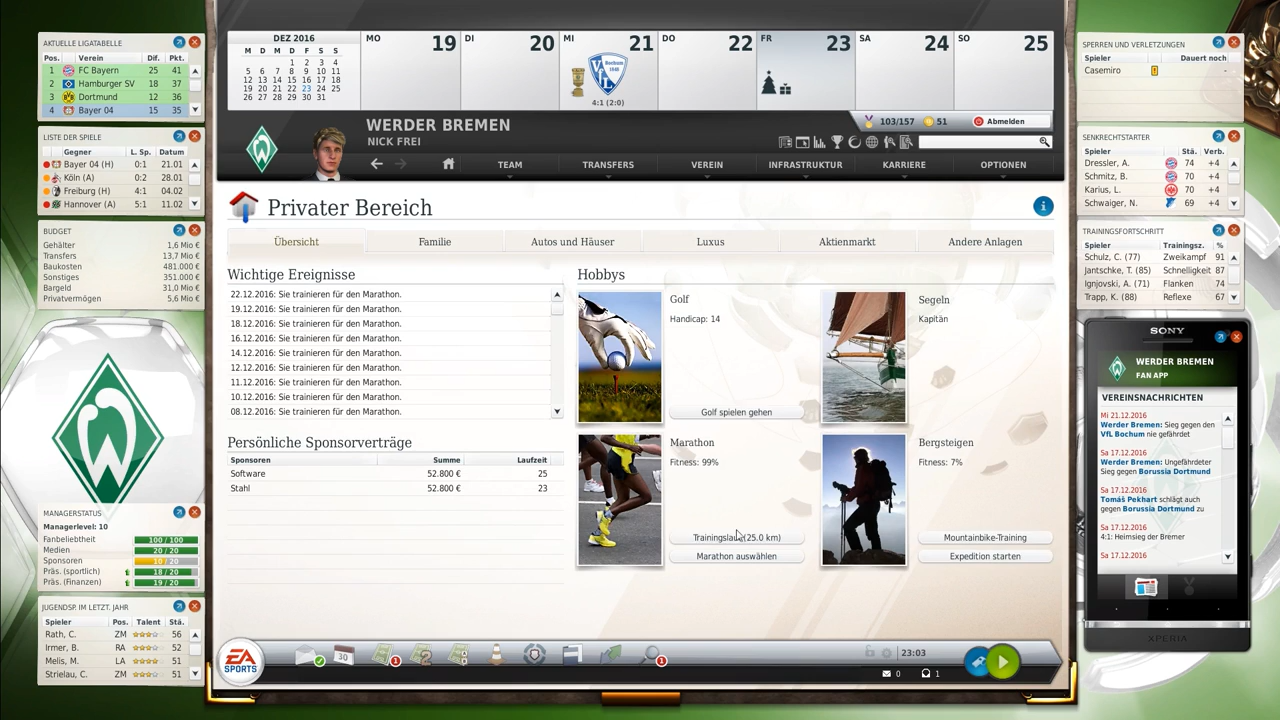 AKTUELLE LIGATABELLE
Pos. Verein Dif. Pkt.
1 FC Bayern 25 41
2 Hamburger SV 18 37
3 Dortmund 12 36
4 Bayer 04 15 35
LISTE DER SPIELE
Gegner L. Sp. Datum
Bayer 04 (H) 0:1 21.01
Köln (A) 0:2 28.01
Freiburg (H) 4:1 04.02
Hannover (A) 5:1 11.02
BUDGET
Gehälter 1,6 Mio €
Transfers 13,7 Mio €
Baukosten 481.000 €
Sonstiges 351.000 €
Bargeld 31,0 Mio €
Privatvermögen 5,6 Mio €
MANAGERSTATUS
Managerlevel: 10
Fanbeliebtheit 100 / 100
Medien 20 / 20
Sponsoren 10 / 20
Präs. (sportlich) 18 / 20
Präs. (finanzen) 19 / 20
JUGENDSP. IM LETZT. JAHR
Spieler Pos. Talent Stä.
Rath, C. ZM 56
Irmer, B. RA 52
Melis, M. LA 51
Strielau, C. ZM 51
DEZ 2016
M D M D F S S
1 2 3 4
5 6 7 8 9 10 11
12 13 14 15 16 17 18
19 20 21 22 23 24 25
26 27 28 29 30 31
MO 19
DI 20
MI 21
VfL Bochum 1848
4:1 (2:0)
DO 22
FR 23
SA 24
SO 25
WERDER BREMEN
NICK FREI
103/157 51 Abmelden
TEAM TRANSFERS VEREIN INFRASTRUKTUR KARRIERE OPTIONEN
Privater Bereich
Übersicht Familie Autos und Häuser Luxus Aktienmarkt Andere Anlagen
Wichtige Ereignisse
22.12.2016: Sie trainieren für den Marathon.
19.12.2016: Sie trainieren für den Marathon.
18.12.2016: Sie trainieren für den Marathon.
16.12.2016: Sie trainieren für den Marathon.
14.12.2016: Sie trainieren für den Marathon.
12.12.2016: Sie trainieren für den Marathon.
11.12.2016: Sie trainieren für den Marathon.
10.12.2016: Sie trainieren für den Marathon.
08.12.2016: Sie trainieren für den Marathon.
Persönliche Sponsorverträge
Sponsoren Summe Laufzeit
Software 52.800 € 25
Stahl 52.800 € 23
Hobbys
Golf
Handicap: 14
Golf spielen gehen
Segeln
Kapitän
Marathon
Fitness: 99%
Trainingslauf (25.0 km)
Marathon auswählen
Bergsteigen
Fitness: 7%
Mountainbike-Training
Expedition starten
EA SPORTS
30 1 2 1
23:03
0 1
SPERREN UND VERLETZUNGEN
Spieler Dauert noch
Casemiro -
SENKRECHTSTARTER
Spieler Stä. Verb.
Dressler, A. 74 +4
Schmitz, B. 70 +4
Karius, L. 70 +4
Schwaiger, N. 69 +4
TRAININGSFORTSCHRITT
Spieler Trainingsz. %
Schulz, C. (77) Zweikampf 91
Jantschke, T. (85) Schnelligkeit 87
Ignjovski, A. (71) Flanken 74
Trapp, K. (88) Reflexe 67
SONY
WERDER BREMEN
FAN APP
VEREINSNACHRICHTEN
Mi 21.12.2016
Werder Bremen: Sieg gegen den
VfL Bochum nie gefährdet
Sa 17.12.2016
Werder Bremen: Ungefährdeter
Sieg gegen Borussia Dortmund
Sa 17.12.2016
Tomáš Pekhart schlägt auch
gegen Borussia Dortmund zu
Sa 17.12.2016
4:1: Heimsieg der Bremer
Sa 17.12.2016
XPERIA